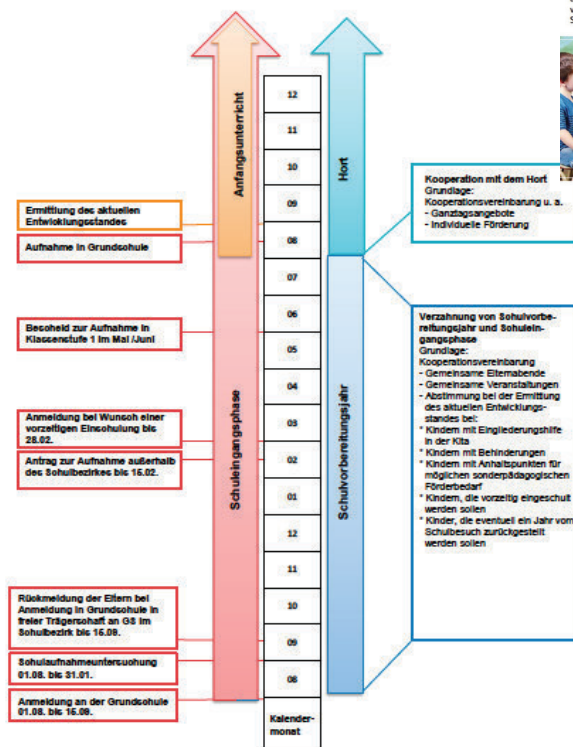 Ermittlung des aktuellen
Entwicklungsstandes
Aufnahme in Grundschule
Bescheid zur Aufnahme in
Klassenstufe 1 im Mai /Juni
Anmeldung bei Wunsch einer
vorzeitigen Einschulung bis
28.02.
Antrag zur Aufnahme außerhalb
des Schulbezirkes bis 15.02.
Rückmeldung der Eltern bei
Anmeldung in Grundschule in
freier Trägerschaft an GS im
Schulbezirk bis 15.09.
Schulaufnahmeuntersuchung
01.08. bis 31.01.
Anmeldung an der Grundschule
01.08. bis 15.09.
Anfangsunterricht
Schuleingangsphase
12
11
10
09
08
07
06
05
04
03
02
01
12
11
10
09
08
Kalender-
monat
Hort
Schulvorbereitungsjahr
Kooperation mit dem Hort
Grundlage:
Kooperationsvereinbarung u. a.
- Ganztagsangebote
- Individuelle Förderung
Verzahnung von Schulvorbe-
reitungsjahr und Schulein-
gangsphase
Grundlage:
Kooperationsvereinbarung
- Gemeinsame Elternabende
- Gemeinsame Veranstaltungen
- Abstimmung bei der Ermittlung
des aktuellen Entwicklungs-
standes bei:
* Kindern mit Eingliederungshilfe
in der Kita
* Kindern mit Behinderungen
* Kindern mit Anhaltspunkten für
möglichen sonderpädagogischen
Förderbedarf
* Kindern, die vorzeitig eingeschult
werden sollen
* Kinder, die eventuell ein Jahr vom
Schulbesuch zurückgestellt
werden sollen